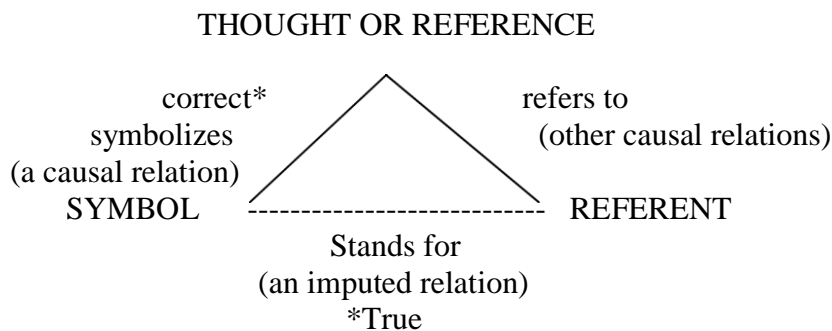 THOUGHT OR REFERENCE
correct*
symbolizes
(a causal relation)
refers to
(other causal relations)
SYMBOL
REFERENT
Stands for
(an imputed relation)
*True